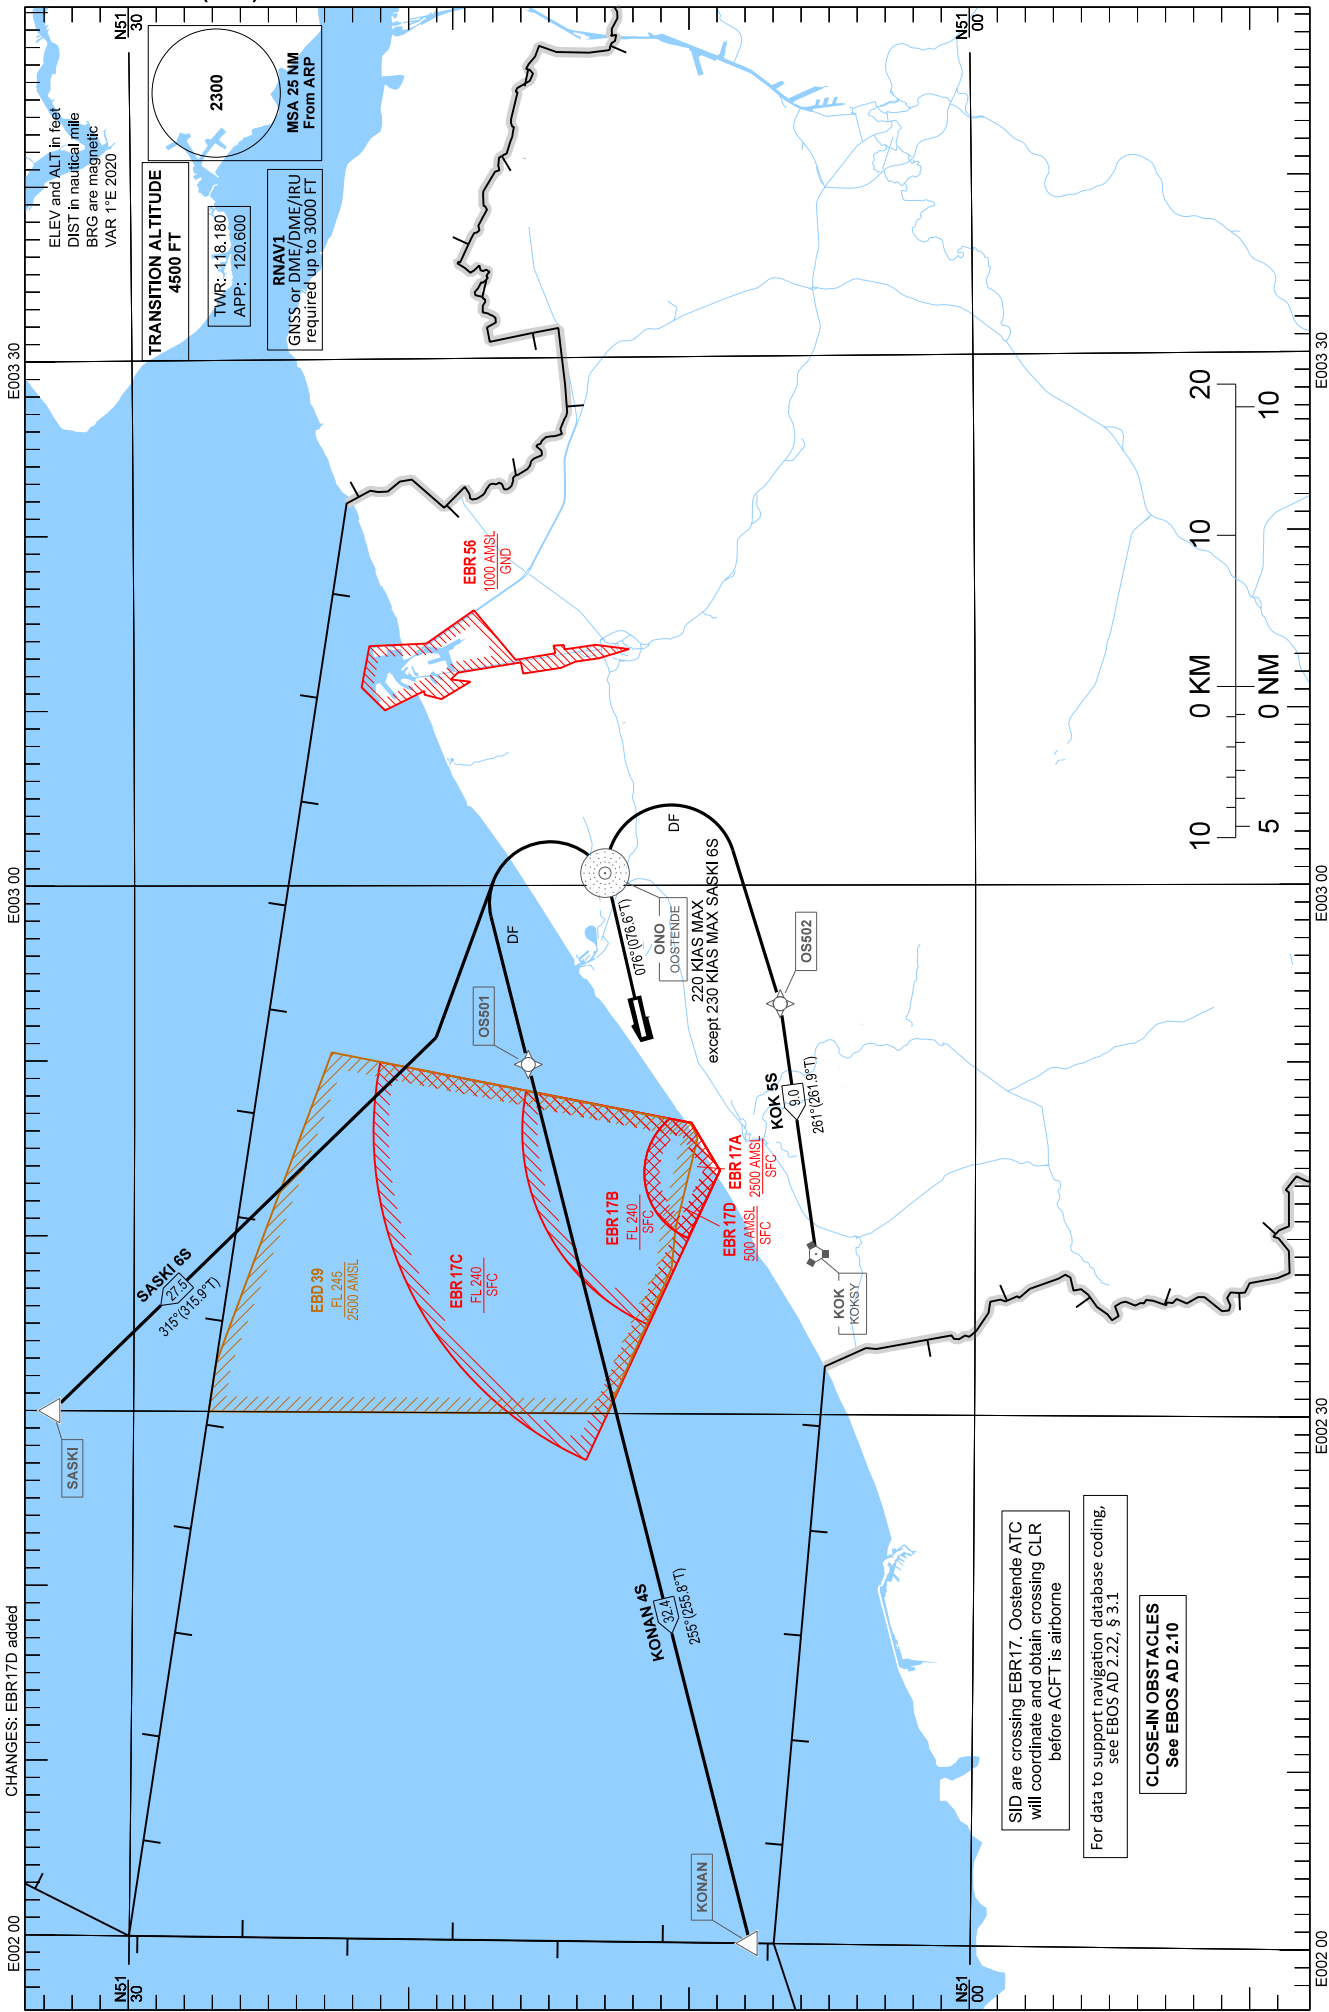 CHANGES: EBR17D added
ELEV and ALT in feet
DIST in nautical mile
BRG are magnetic
VAR 1°E 2020
TRANSITION ALTITUDE
4500 FT
2300
MSA 25 NM
From ARP
TWR: 118.180
APP: 120.600
RNAV1
GNSS or DME/DME/IRU
required up to 3000 FT
E002 00
E003 00
E003 30
N51
30
N51
30
N51
00
N51
00
E002 00
E002 30
E003 00
E003 30
SASKI
SASKI 6S
27.5
315°(315.9°T)
EBD 39
FL 245
2500 AMSL
EBR 17C
FL 240
SFC
EBR 17B
FL 240
SFC
EBR 17A
2500 AMSL
SFC
EBR 17D
500 AMSL
SFC
EBR 56
1000 AMSL
GND
OS501
DF
DF
076°(076.6°T)
ONO
OOSTENDE
220 KIAS MAX
except 230 KIAS MAX SASKI 6S
OS502
KOK 5S
9.0
261°(261.9°T)
KOK
KOKSY
KONAN 4S
32.4
255°(255.8°T)
KONAN
SID are crossing EBR17. Oostende ATC
will coordinate and obtain crossing CLR
before ACFT is airborne
For data to support navigation database coding,
see EBOS AD 2.22, § 3.1
CLOSE-IN OBSTACLES
See EBOS AD 2.10
10
0 KM
10
20
5
0 NM
10